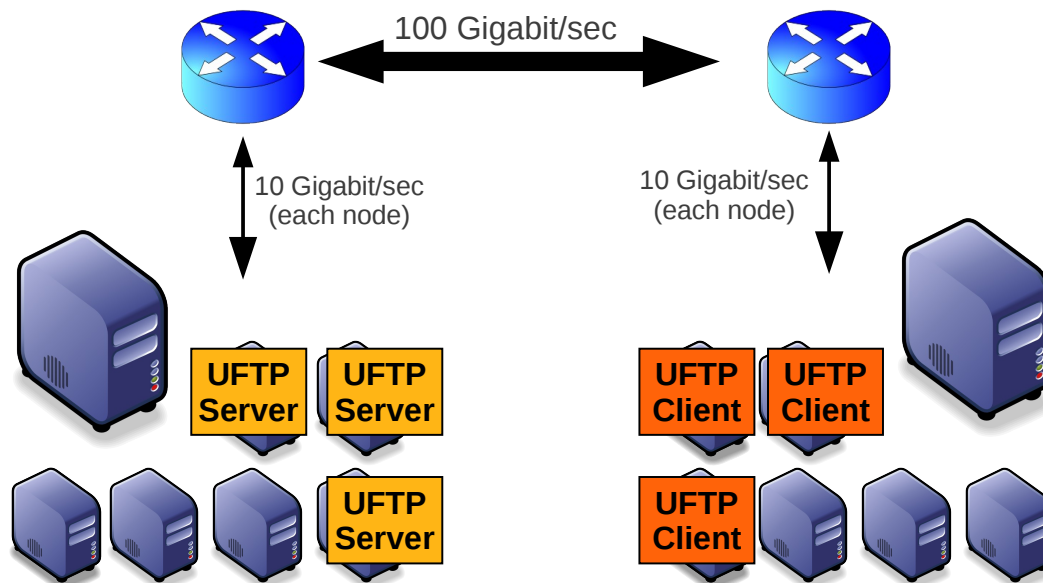 100 Gigabit/sec
10 Gigabit/sec
(each node)
10 Gigabit/sec
(each node)
UFTP
Server
UFTP
Server
UFTP
Client
UFTP
Client
UFTP
Server
UFTP
Client